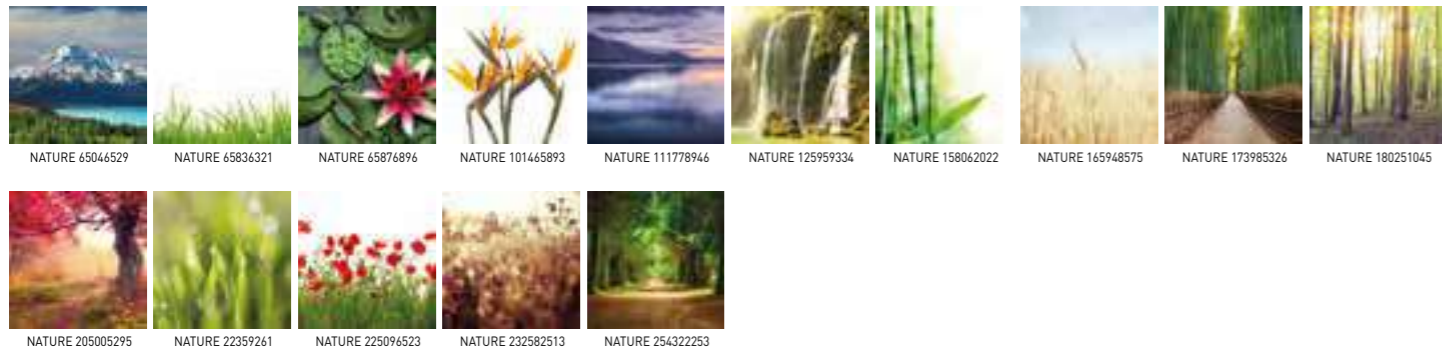 NATURE 65046529
NATURE 65836321
NATURE 65876896
NATURE 101465893
NATURE 111778946
NATURE 125959334
NATURE 158062022
NATURE 165948575
NATURE 173985326
NATURE 180251045
NATURE 205005295
NATURE 22359261
NATURE 225096523
NATURE 232582513
NATURE 254322253